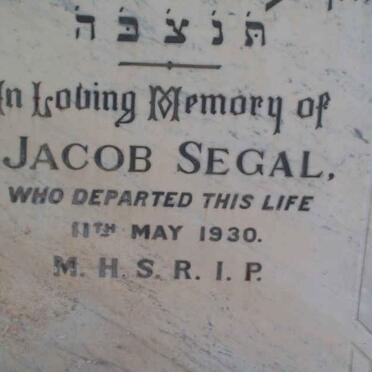 ת נ צ ב ה
In Loving Memory of
JACOB SEGAL,
WHO DEPARTED THIS LIFE
11TH MAY 1930.
M. H. S. R. I. P.